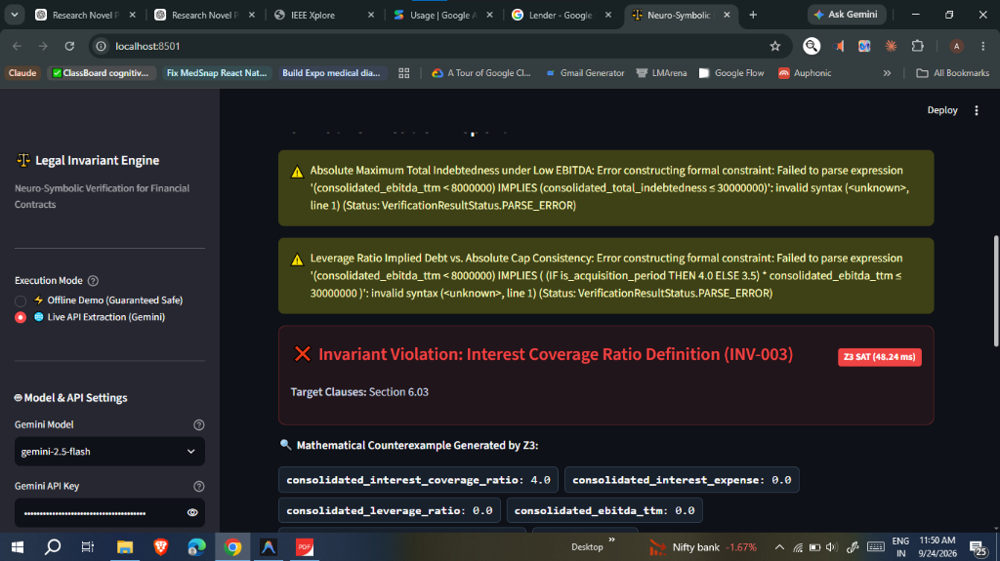 Research Novel P
Research Novel P
IEEE Xplore
Usage | Google A
Lender - Google
Neuro-Symbolic
Ask Gemini
localhost:8501
A
Claude
ClassBoard cognitiv...
Fix MedSnap React Nat...
Build Expo medical dia...
A Tour of Google Cl...
Gmail Generator
LMArena
Google Flow
Auphonic
»
All Bookmarks
Deploy
Legal Invariant Engine
Neuro-Symbolic Verification for Financial
Contracts
Execution Mode
Offline Demo (Guaranteed Safe)
Live API Extraction (Gemini)
Model & API Settings
Gemini Model
gemini-2.5-flash
Gemini API Key
Absolute Maximum Total Indebtedness under Low EBITDA: Error constructing formal constraint: Failed to parse expression
'(consolidated_ebitda_ttm < 8000000) IMPLIES (consolidated_total_indebtedness ≤ 30000000)': invalid syntax (<unknown>,
line 1) (Status: VerificationResultStatus.PARSE_ERROR)
Leverage Ratio Implied Debt vs. Absolute Cap Consistency: Error constructing formal constraint: Failed to parse expression
'(consolidated_ebitda_ttm < 8000000) IMPLIES ( (IF is_acquisition_period THEN 4.0 ELSE 3.5) * consolidated_ebitda_ttm ≤
30000000 )': invalid syntax (<unknown>, line 1) (Status: VerificationResultStatus.PARSE_ERROR)
Invariant Violation: Interest Coverage Ratio Definition (INV-003)
Z3 SAT (48.24 ms)
Target Clauses: Section 6.03
Mathematical Counterexample Generated by Z3:
consolidated_interest_coverage_ratio: 4.0
consolidated_interest_expense: 0.0
consolidated_leverage_ratio: 0.0
consolidated_ebitda_ttm: 0.0
PDF
Desktop
»
Nifty bank -1.67%
ENG
IN
11:50 AM
9/24/2026
25